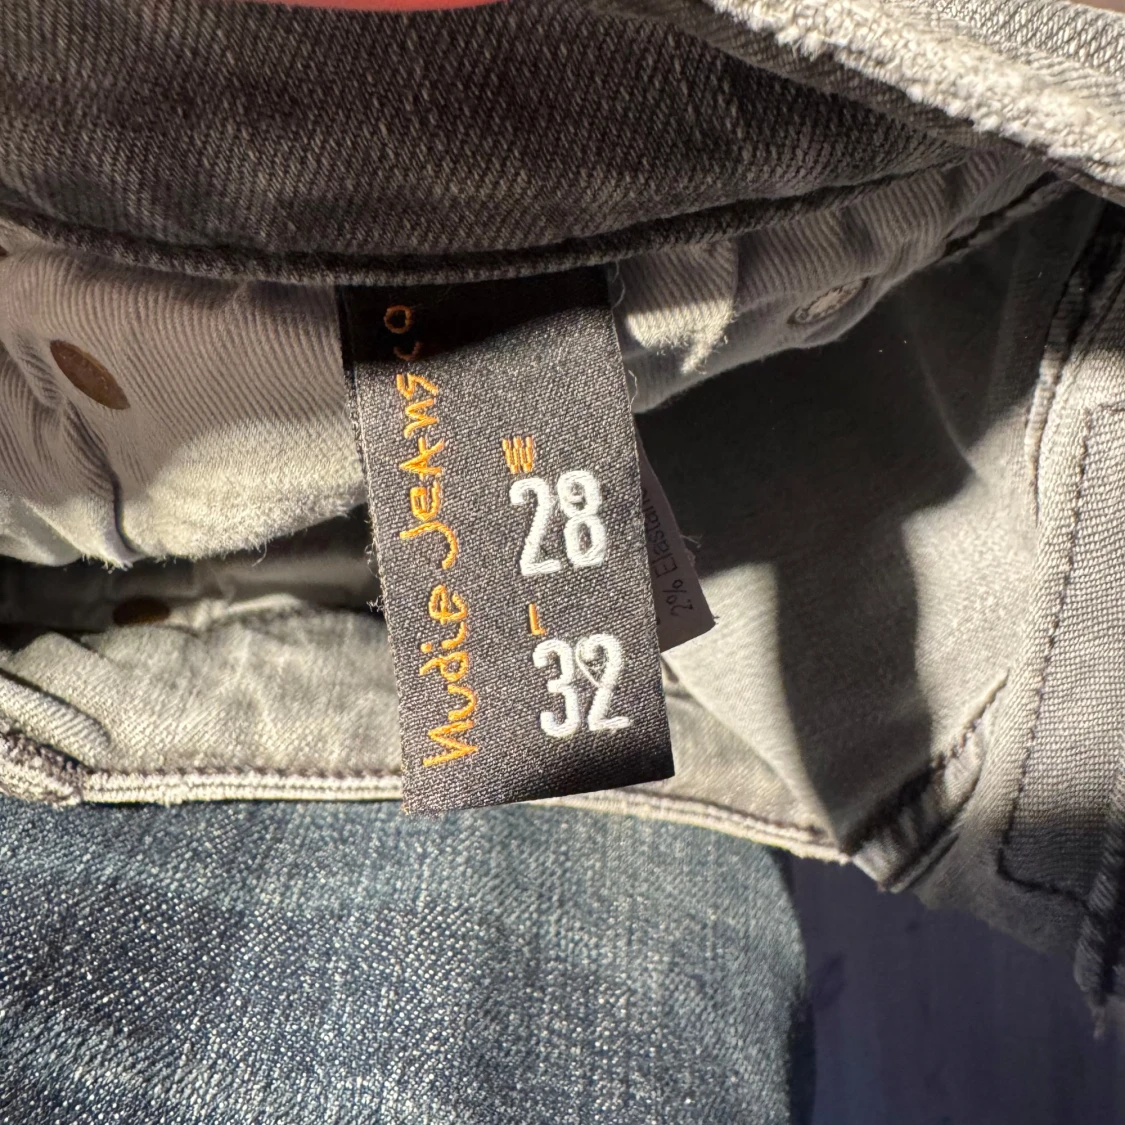 Nudie Jeans co
W
28
L
32
2% Elastan